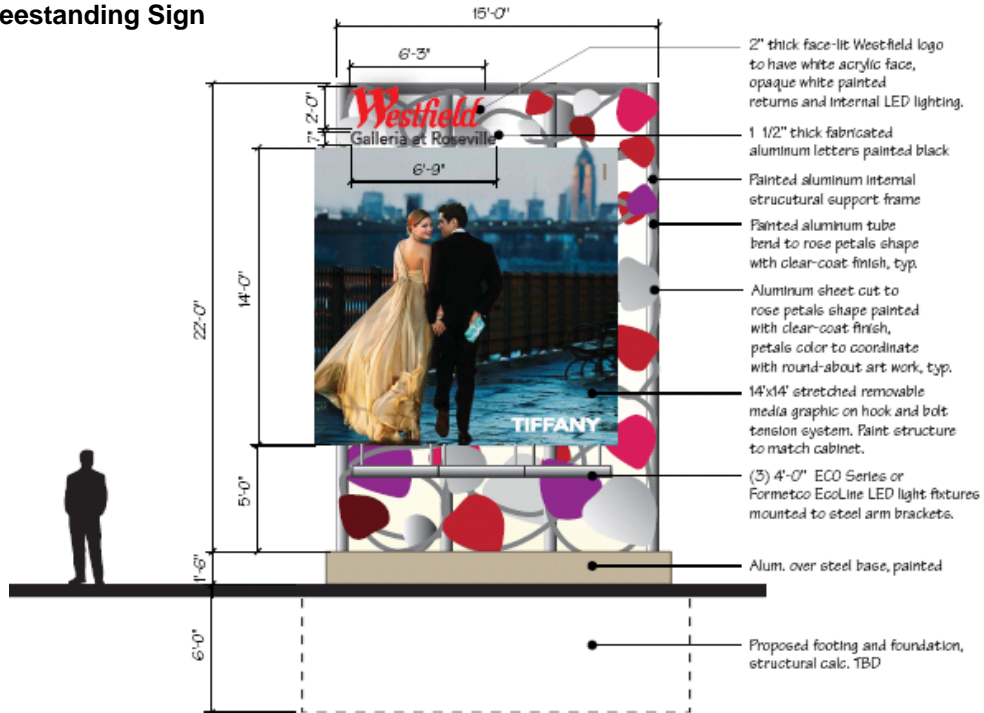 eestanding Sign
15'-0"
6'-3"
2'-0"
7"
Westfield
Galleria at Roseville
6'-9"
22'-0"
14'-0"
TIFFANY
5'-0"
1'-6"
6'-0"
2" thick face-lit Westfield logo
to have white acrylic face,
opaque white painted
returns and internal LED lighting.
1 1/2" thick fabricated
aluminum letters painted black
Painted aluminum internal
strucutural support frame
Painted aluminum tube
bend to rose petals shape
with clear-coat finish, typ.
Aluminum sheet cut to
rose petals shape painted
with clear-coat finish,
petals color to coordinate
with round-about art work, typ.
14'x14' stretched removable
media graphic on hook and bolt
tension system. Paint structure
to match cabinet.
(3) 4'-0" ECO Series or
Formetco EcoLine LED light fixtures
mounted to steel arm brackets.
Alum. over steel base, painted
Proposed footing and foundation,
structural calc. TBD